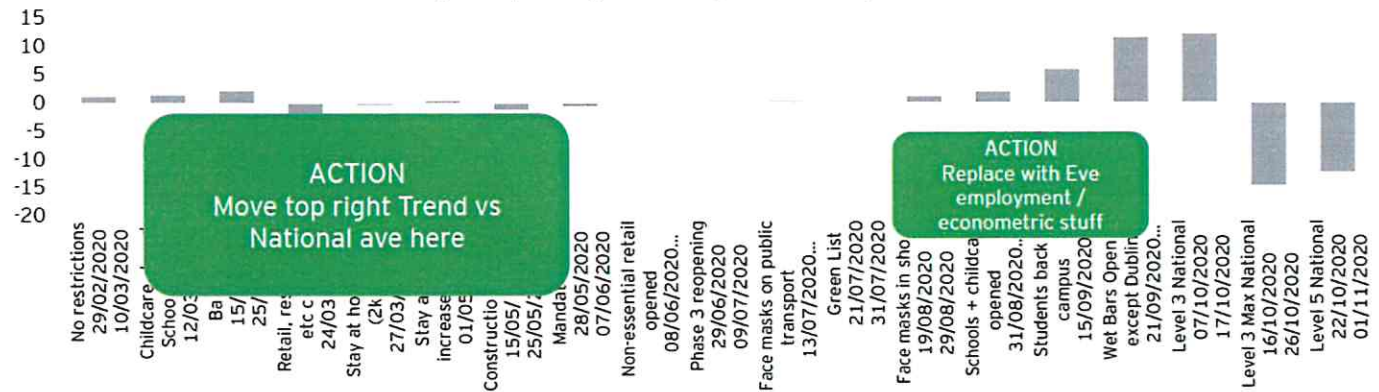 15
10
5
0
-5
-10
-15
-20
ACTION
Move top right Trend vs
National ave here
ACTION
Replace with Eve
employment /
econometric stuff
No restrictions
29/02/2020
10/03/2020
Childcare
Schoo
12/03
Ba
15/
25/
Retail, res
etc c
24/03
Stay at ho
(2k
27/03/
Stay a
increase
01/05
Constructio
15/05/
25/05/2
Manda
28/05/2020
07/06/2020
Non-essential retail
opened
08/06/2020...
Phase 3 reopening
29/06/2020
09/07/2020
Face masks on public
transport
13/07/2020...
Green List
21/07/2020
31/07/2020
Face masks in sho
19/08/2020
29/08/2020
Schools + childca
opened
31/08/2020...
Students back
campus
15/09/2020
Wet Bars Open
except Dublin
21/09/2020...
Level 3 National
07/10/2020
17/10/2020
Level 3 Max National
16/10/2020
26/10/2020
Level 5 National
22/10/2020
01/11/2020